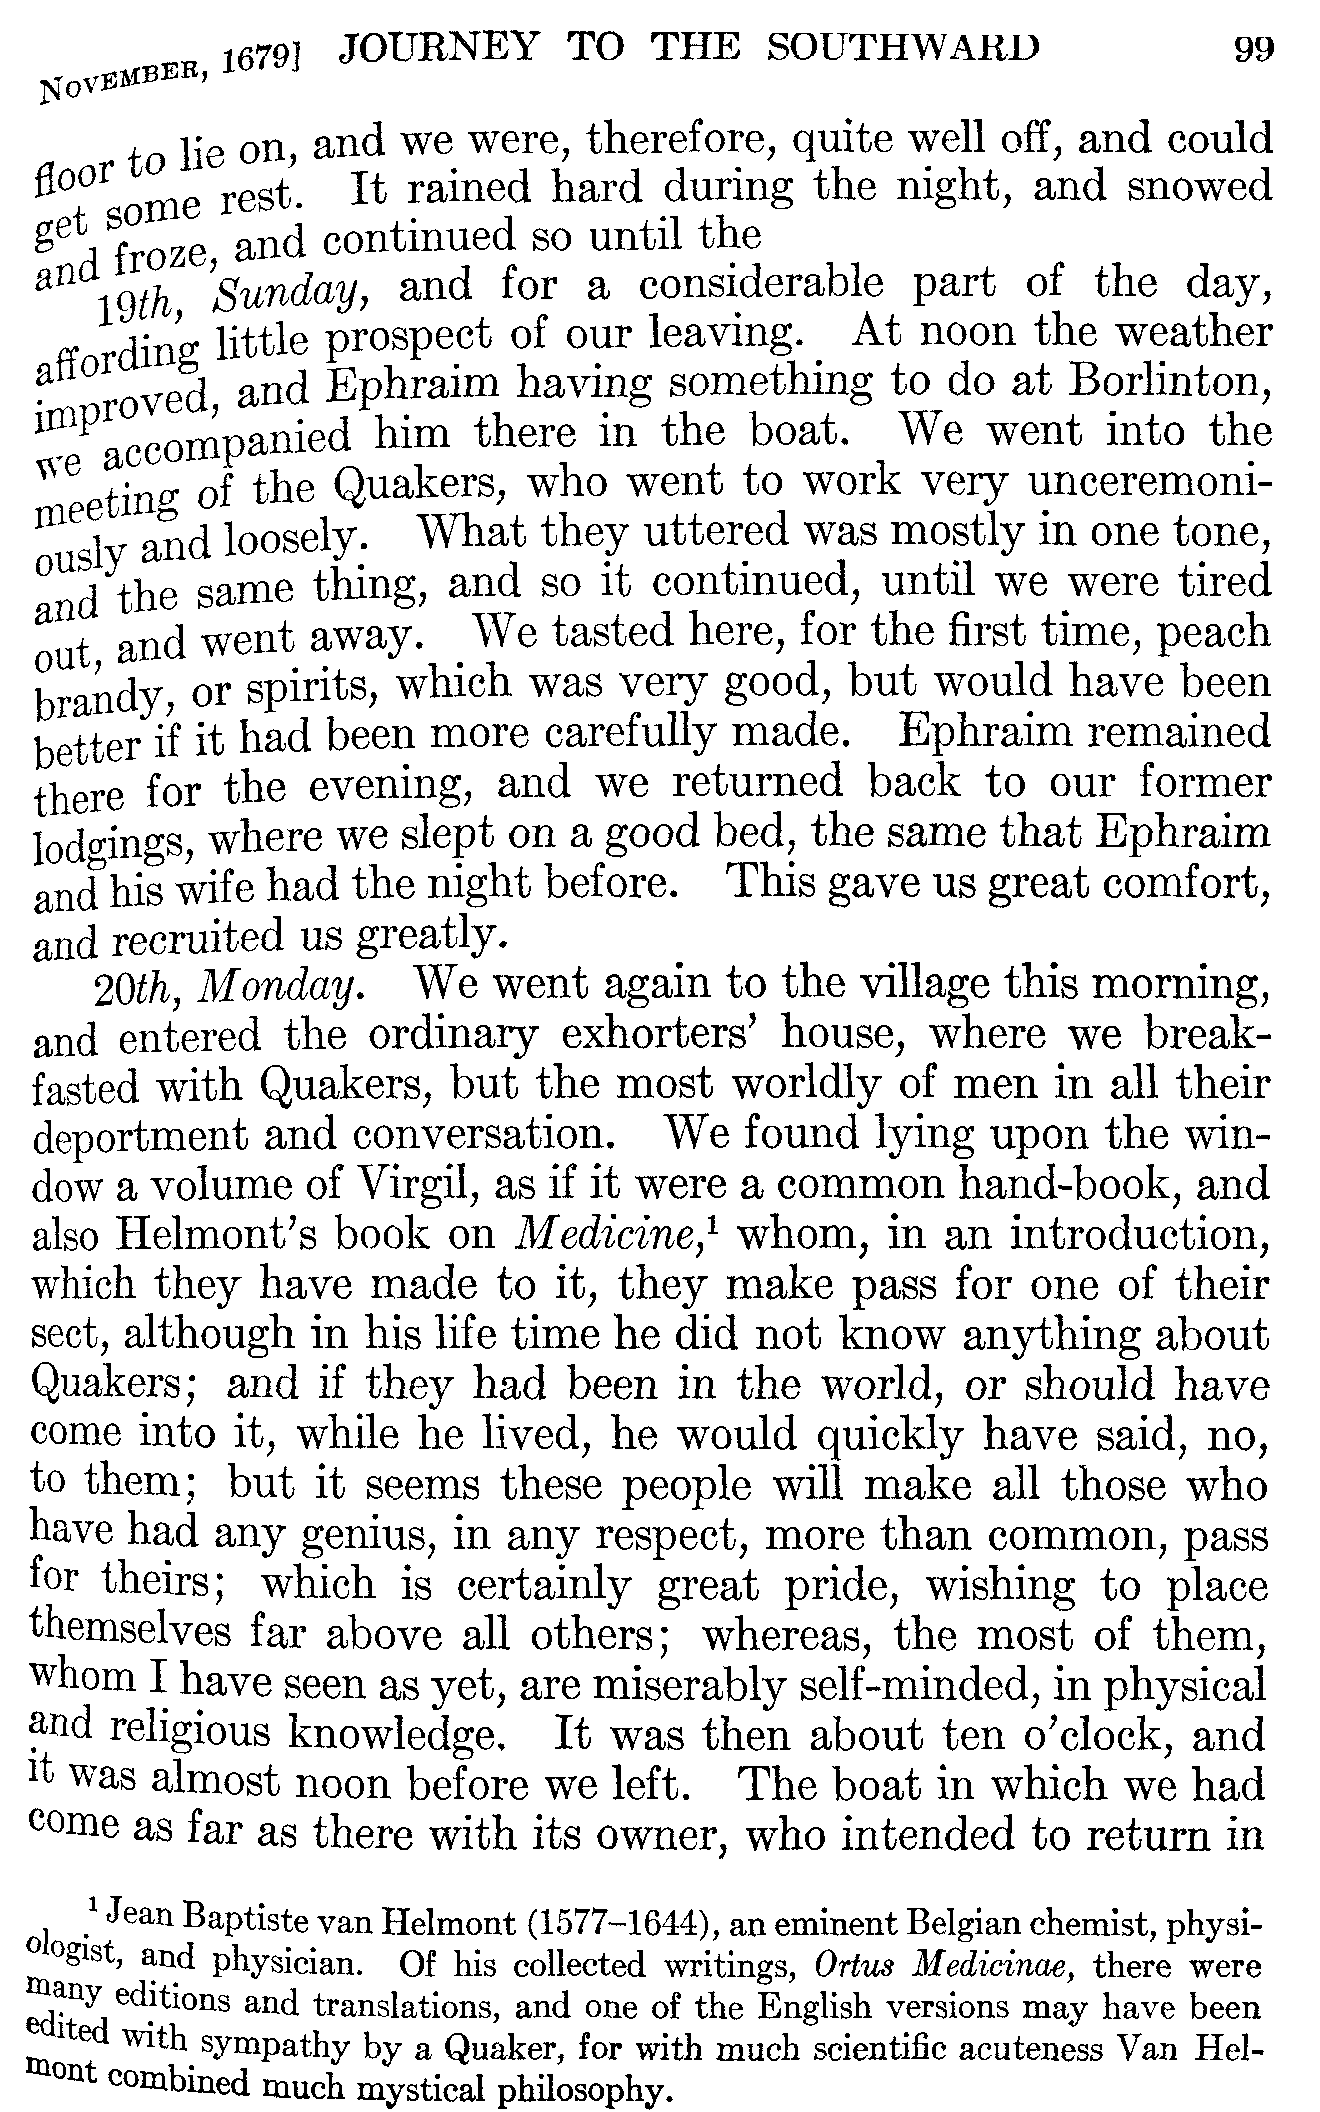 NOVEMBER, 1679] JOURNEY TO THE SOUTHWARD 99
floor to lie on, and we were, therefore, quite well off, and could
get some rest. It rained hard during the night, and snowed
and froze, and continued so until the
19th, Sunday, and for a considerable part of the day,
affording little prospect of our leaving. At noon the weather
improved, and Ephraim having something to do at Borlinton,
we accompanied him there in the boat. We went into the
meeting of the Quakers, who went to work very unceremoni-
ously and loosely. What they uttered was mostly in one tone,
and the same thing, and so it continued, until we were tired
out, and went away. We tasted here, for the first time, peach
brandy, or spirits, which was very good, but would have been
better if it had been more carefully made. Ephraim remained
there for the evening, and we returned back to our former
lodgings, where we slept on a good bed, the same that Ephraim
and his wife had the night before. This gave us great comfort,
and recruited us greatly.
20th, Monday. We went again to the village this morning,
and entered the ordinary exhorters' house, where we break-
fasted with Quakers, but the most worldly of men in all their
deportment and conversation. We found lying upon the win-
dow a volume of Virgil, as if it were a common hand-book, and
also Helmont's book on Medicine,¹ whom, in an introduction,
which they have made to it, they make pass for one of their
sect, although in his life time he did not know anything about
Quakers; and if they had been in the world, or should have
come into it, while he lived, he would quickly have said, no,
to them; but it seems these people will make all those who
have had any genius, in any respect, more than common, pass
for theirs; which is certainly great pride, wishing to place
themselves far above all others; whereas, the most of them,
whom I have seen as yet, are miserably self-minded, in physical
and religious knowledge. It was then about ten o'clock, and
it was almost noon before we left. The boat in which we had
come as far as there with its owner, who intended to return in
¹ Jean Baptiste van Helmont (1577–1644), an eminent Belgian chemist, physi-
ologist, and physician. Of his collected writings, Ortus Medicinae, there were
many editions and translations, and one of the English versions may have been
edited with sympathy by a Quaker, for with much scientific acuteness Van Hel-
mont combined much mystical philosophy.